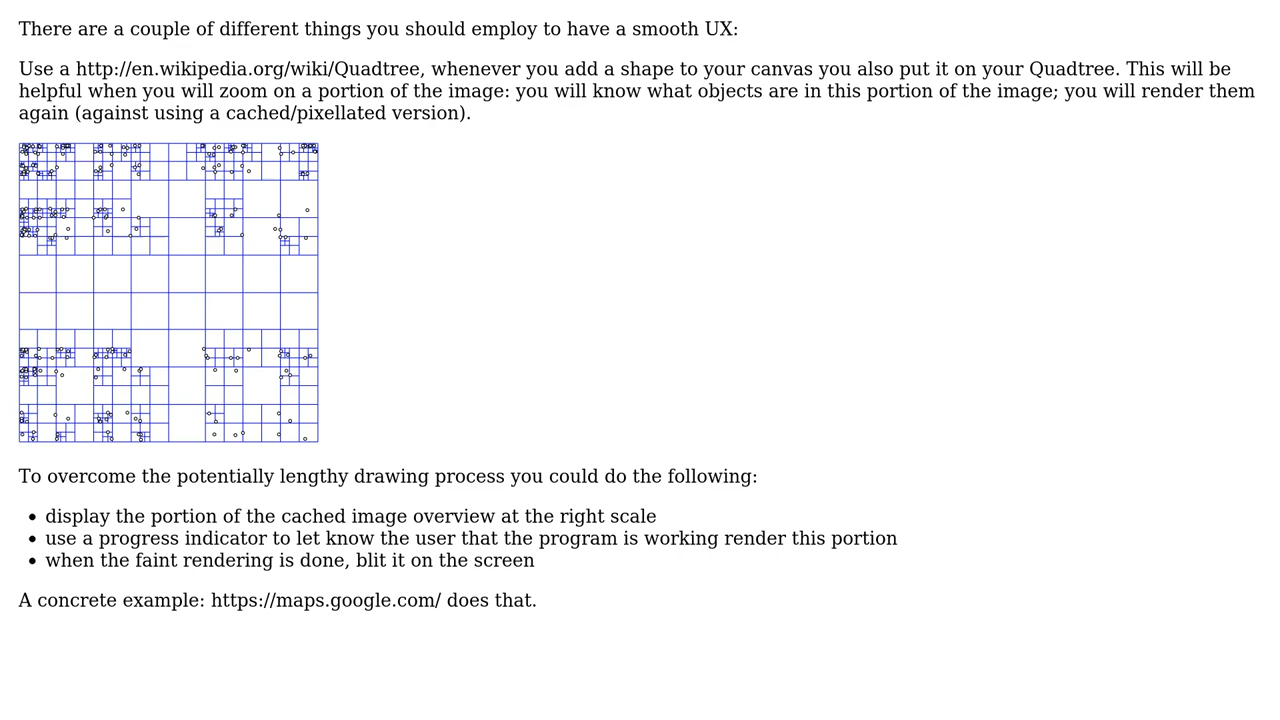 There are a couple of different things you should employ to have a smooth UX:
Use a http://en.wikipedia.org/wiki/Quadtree, whenever you add a shape to your canvas you also put it on your Quadtree. This will be
helpful when you will zoom on a portion of the image: you will know what objects are in this portion of the image; you will render them
again (against using a cached/pixellated version).
To overcome the potentially lengthy drawing process you could do the following:
• display the portion of the cached image overview at the right scale
• use a progress indicator to let know the user that the program is working render this portion
• when the faint rendering is done, blit it on the screen
A concrete example: https://maps.google.com/ does that.